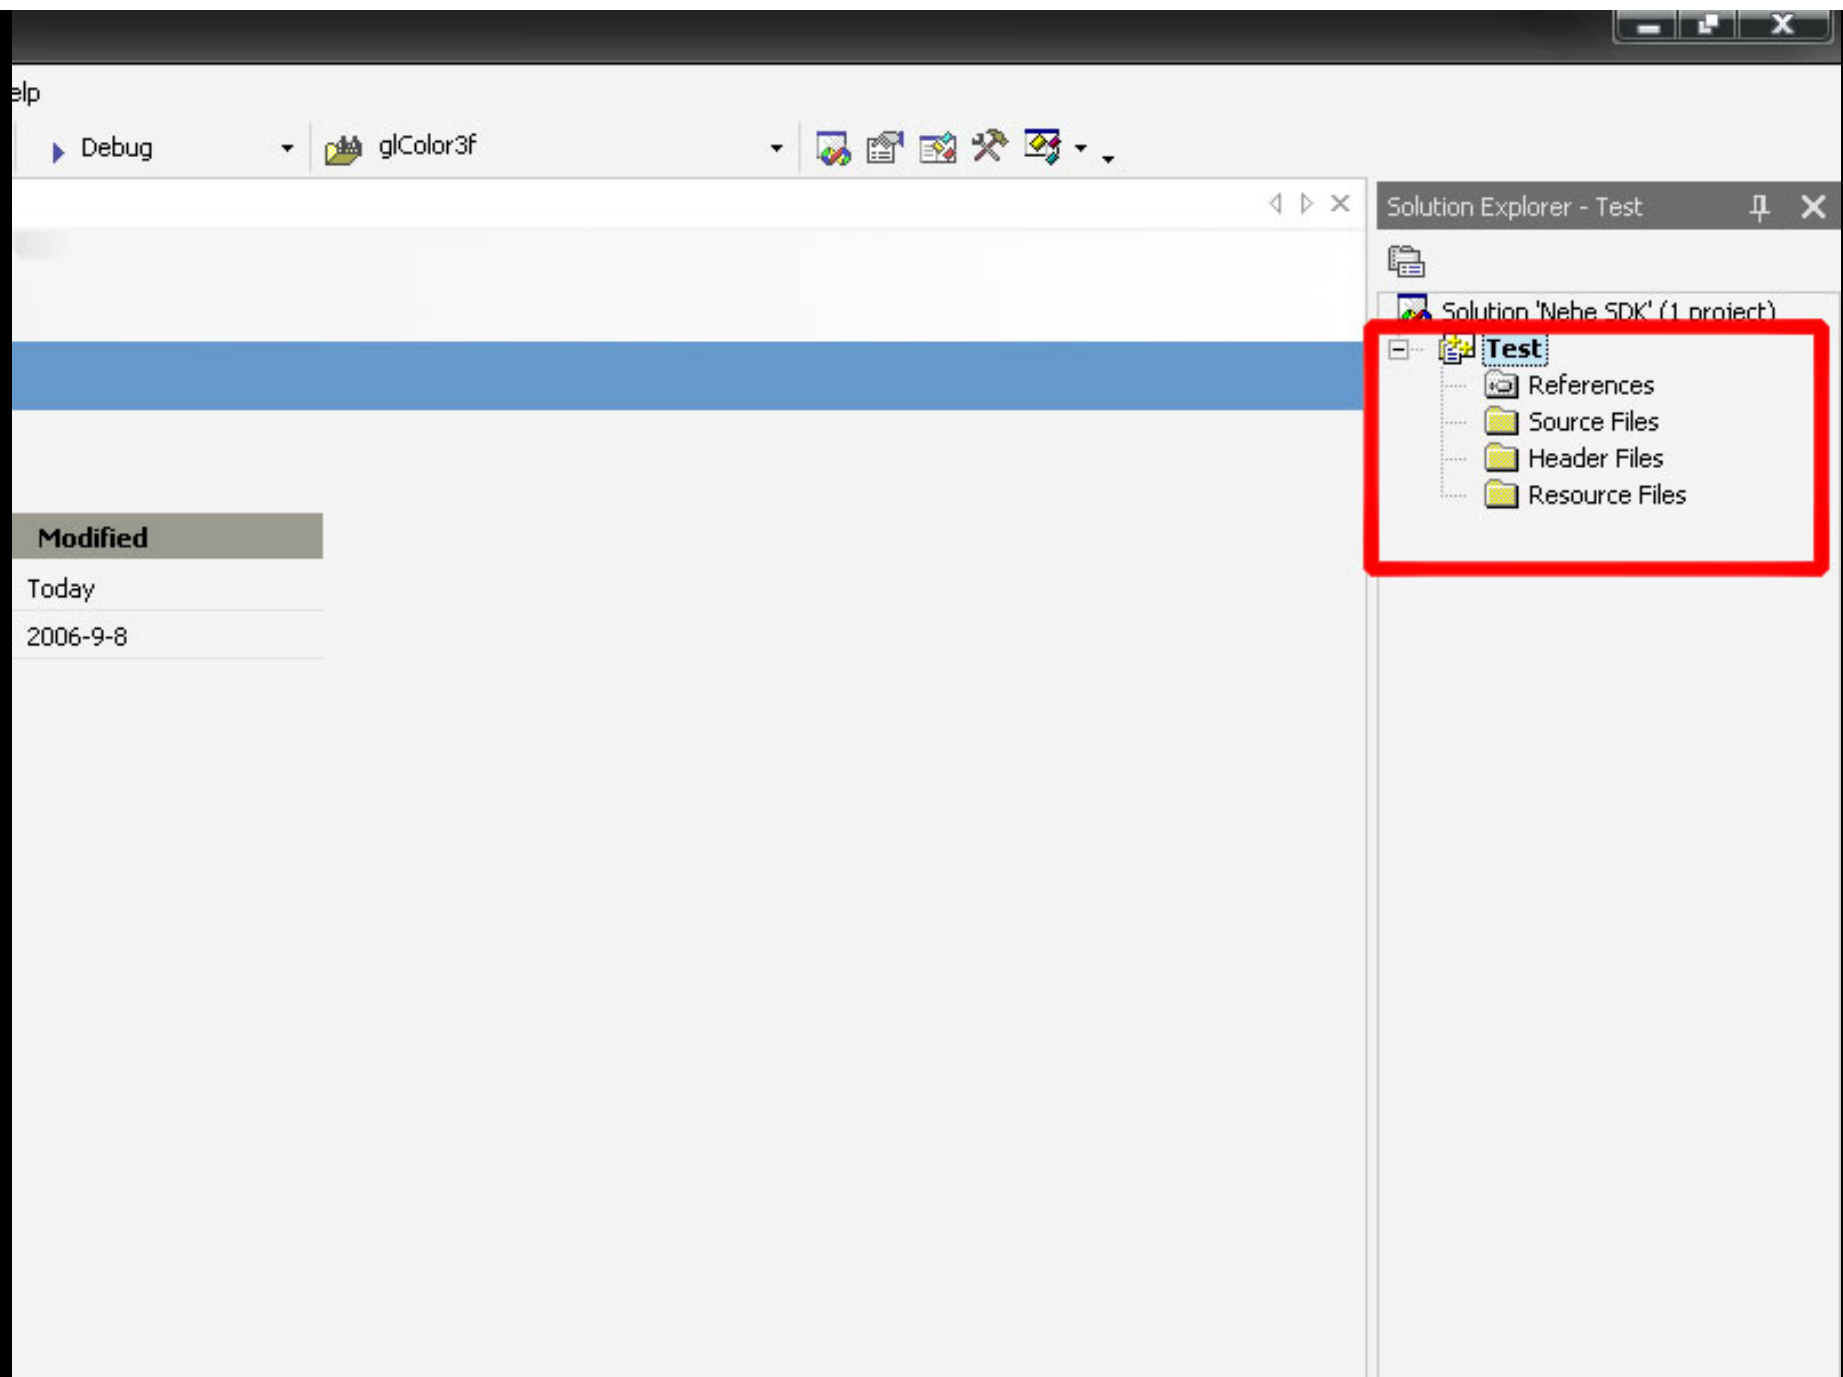 elp
Debug glColor3f
Solution Explorer - Test
Solution 'Nehe SDK' (1 project)
Test
References
Source Files
Header Files
Resource Files
Modified
Today
2006-9-8